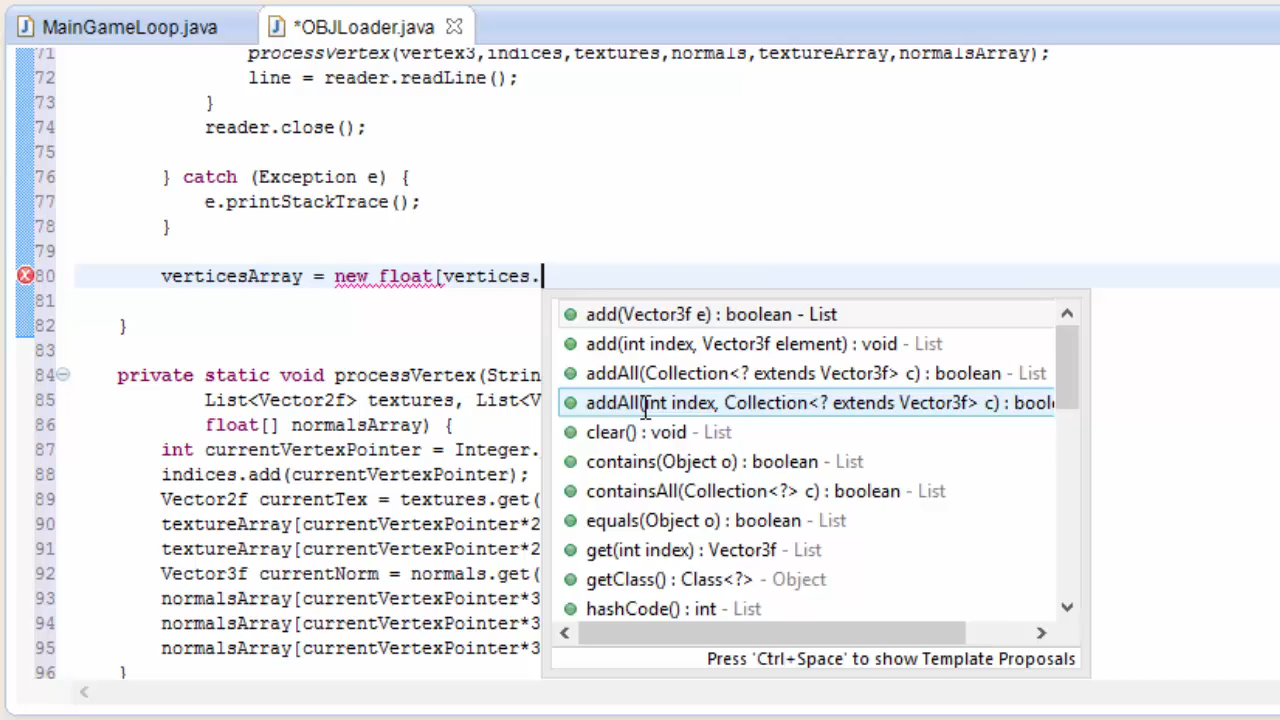 MainGameLoop.java
*OBJLoader.java
71 processVertex(vertex3,indices,textures,normals,textureArray,normalsArray);
72 line = reader.readLine();
73 }
74 reader.close();
75
76 } catch (Exception e) {
77 e.printStackTrace();
78 }
79
80 verticesArray = new float[vertices.
81
82 }
83
84 private static void processVertex(Strin
85 List<Vector2f> textures, List<V
86 float[] normalsArray) {
87 int currentVertexPointer = Integer.
88 indices.add(currentVertexPointer);
89 Vector2f currentTex = textures.get(
90 textureArray[currentVertexPointer*2
91 textureArray[currentVertexPointer*2
92 Vector3f currentNorm = normals.get(
93 normalsArray[currentVertexPointer*3
94 normalsArray[currentVertexPointer*3
95 normalsArray[currentVertexPointer*3
96 }
add(Vector3f e) : boolean - List
add(int index, Vector3f element) : void - List
addAll(Collection<? extends Vector3f> c) : boolean - List
addAll(int index, Collection<? extends Vector3f> c) : boole
clear() : void - List
contains(Object o) : boolean - List
containsAll(Collection<?> c) : boolean - List
equals(Object o) : boolean - List
get(int index) : Vector3f - List
getClass() : Class<?> - Object
hashCode() : int - List
Press 'Ctrl+Space' to show Template Proposals